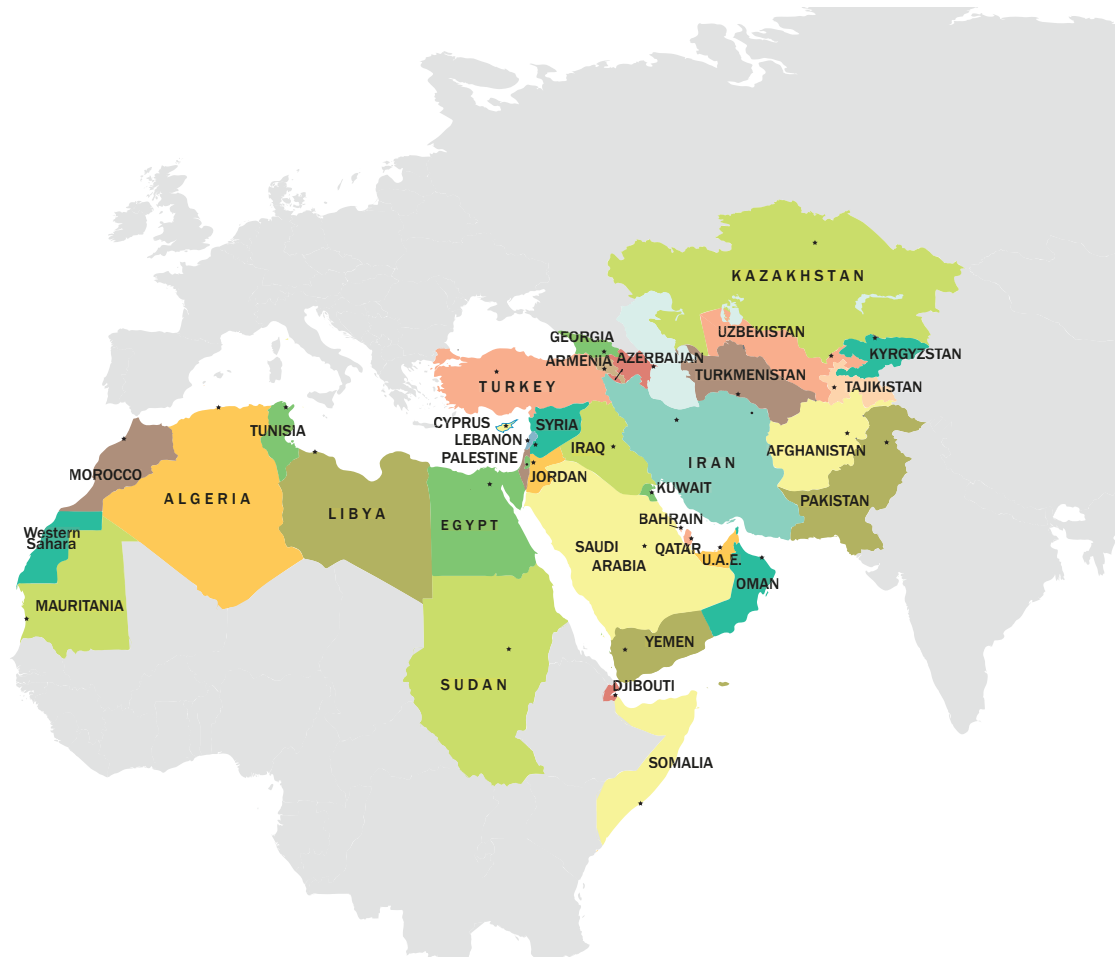 KAZAKHSTAN
UZBEKISTAN
GEORGIA
KYRGYZSTAN
ARMENIA
AZERBAIJAN
TURKMENISTAN
TURKEY
TAJIKISTAN
CYPRUS
SYRIA
TUNISIA
LEBANON
IRAQ
AFGHANISTAN
PALESTINE
IRAN
MOROCCO
JORDAN
KUWAIT
ALGERIA
PAKISTAN
LIBYA
BAHRAIN
EGYPT
Western
Sahara
SAUDI
ARABIA
QATAR
U.A.E.
OMAN
MAURITANIA
YEMEN
SUDAN
DJIBOUTI
SOMALIA